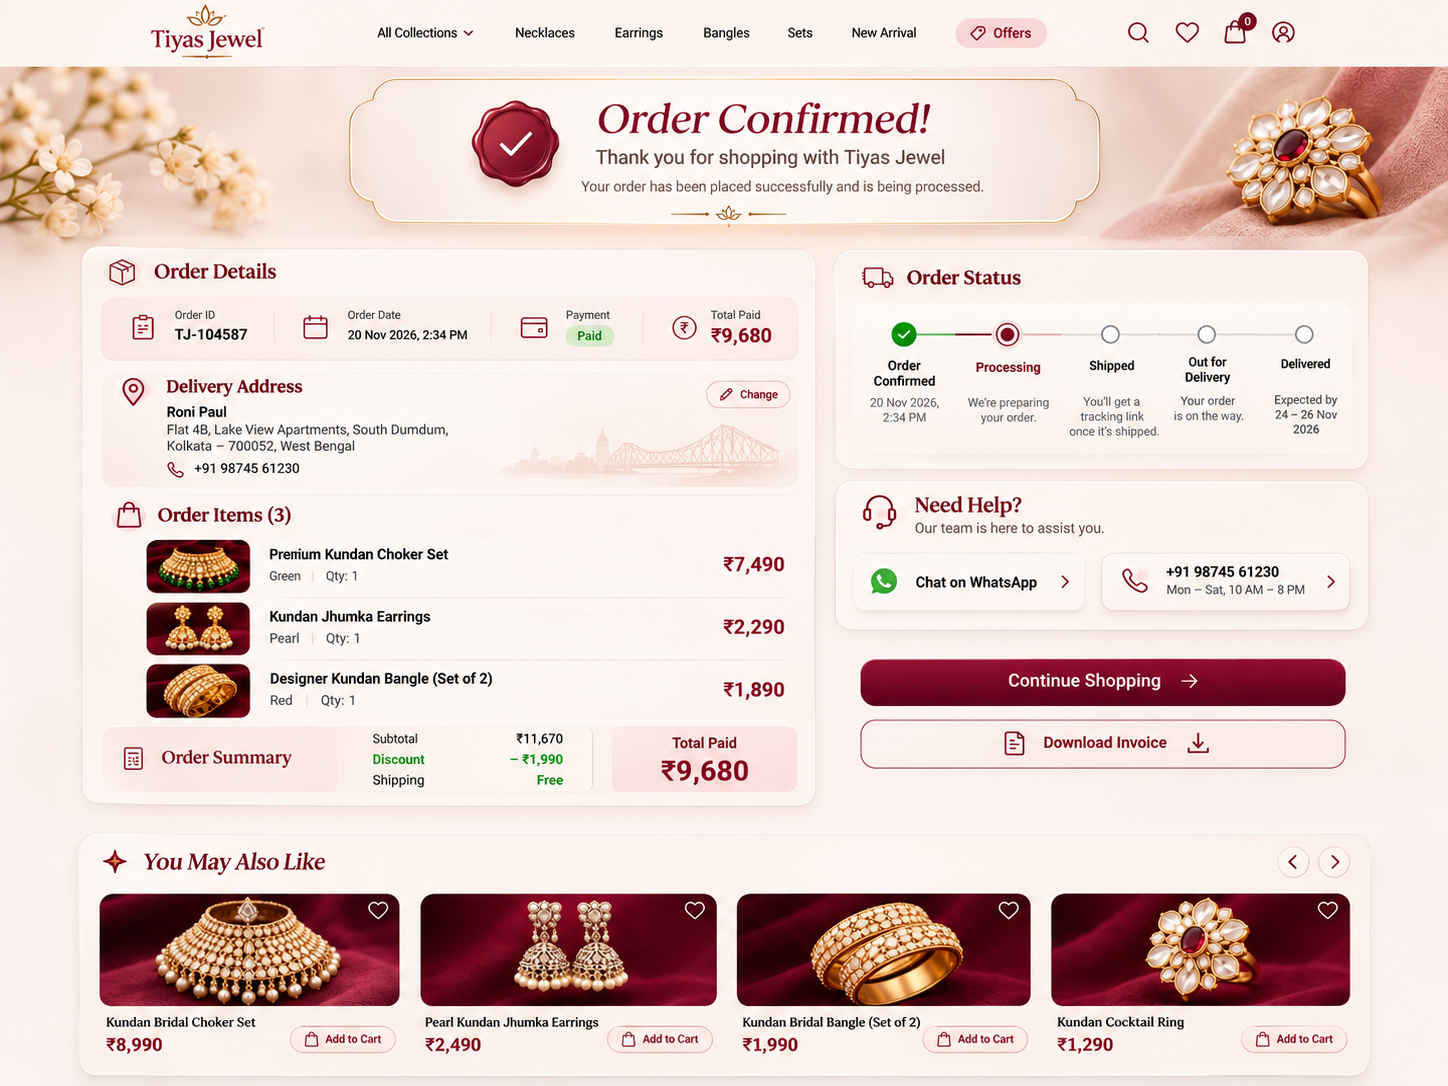 Tiyas Jewel
All Collections
Necklaces
Earrings
Bangles
Sets
New Arrival
Offers
0
Order Confirmed!
Thank you for shopping with Tiyas Jewel
Your order has been placed successfully and is being processed.
Order Details
Order ID
TJ-104587
Order Date
20 Nov 2026, 2:34 PM
Payment
Paid
Total Paid
₹9,680
Delivery Address
Change
Roni Paul
Flat 4B, Lake View Apartments, South Dumdum,
Kolkata – 700052, West Bengal
+91 98745 61230
Order Items (3)
Premium Kundan Choker Set
Green | Qty: 1
₹7,490
Kundan Jhumka Earrings
Pearl | Qty: 1
₹2,290
Designer Kundan Bangle (Set of 2)
Red | Qty: 1
₹1,890
Order Summary
Subtotal ₹11,670
Discount – ₹1,990
Shipping Free
Total Paid
₹9,680
Order Status
Order
Confirmed
20 Nov 2026,
2:34 PM
Processing
We're preparing
your order.
Shipped
You'll get a
tracking link
once it's shipped.
Out for
Delivery
Your order
is on the way.
Delivered
Expected by
24 – 26 Nov
2026
Need Help?
Our team is here to assist you.
Chat on WhatsApp
+91 98745 61230
Mon – Sat, 10 AM – 8 PM
Continue Shopping
Download Invoice
You May Also Like
Kundan Bridal Choker Set
₹8,990
Add to Cart
Pearl Kundan Jhumka Earrings
₹2,490
Add to Cart
Kundan Bridal Bangle (Set of 2)
₹1,990
Add to Cart
Kundan Cocktail Ring
₹1,290
Add to Cart